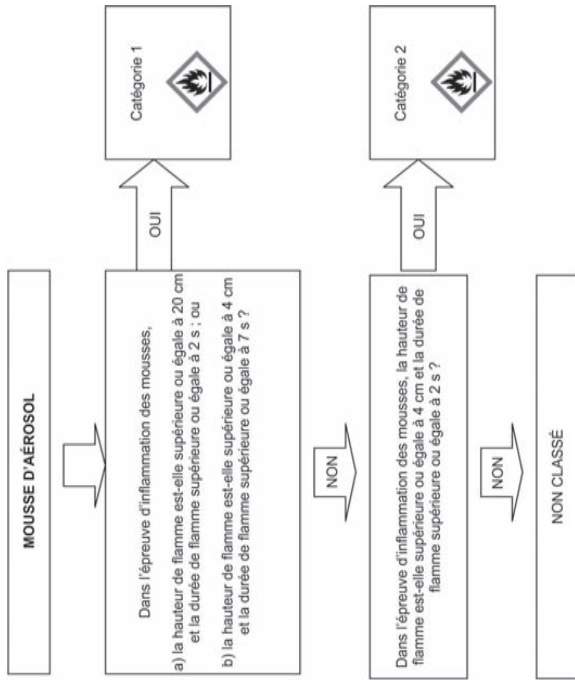 MOUSSE D'AÉROSOL
Dans l'épreuve d'inflammation des mousses,
a) la hauteur de flamme est-elle supérieure ou égale à 20 cm
et la durée de flamme supérieure ou égale à 2 s ; ou
b) la hauteur de flamme est-elle supérieure ou égale à 4 cm
et la durée de flamme supérieure ou égale à 7 s ?
OUI
Catégorie 1
NON
Dans l'épreuve d'inflammation des mousses, la hauteur de
flamme est-elle supérieure ou égale à 4 cm et la durée de
flamme supérieure ou égale à 2 s ?
OUI
Catégorie 2
NON
NON CLASSÉ